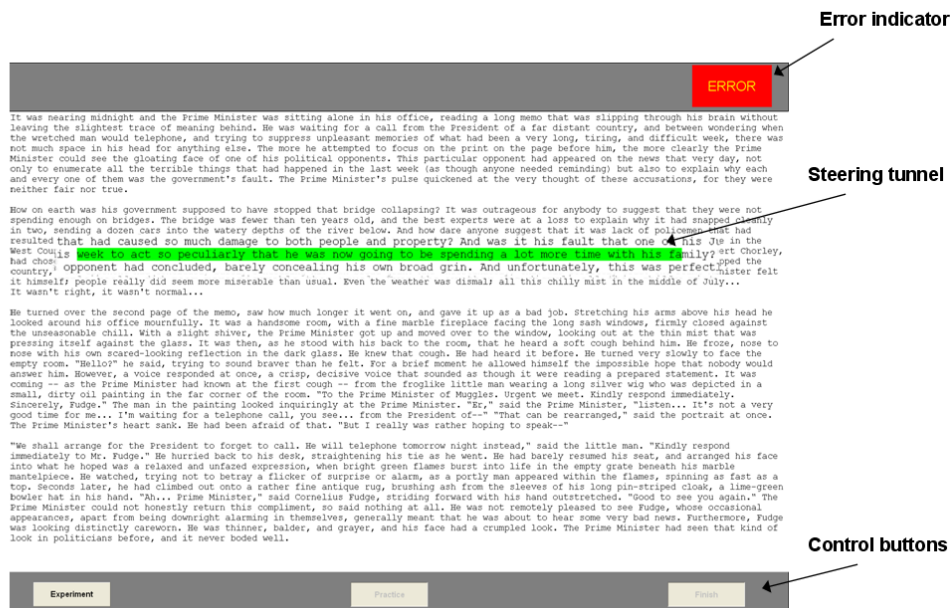 Error indicator
ERROR
It was nearing midnight and the Prime Minister was sitting alone in his office, reading a long memo that was slipping through his brain without
leaving the slightest trace of meaning behind. He was waiting for a call from the President of a far distant country, and between wondering when
the wretched man would telephone, and trying to suppress unpleasant memories of what had been a very long, tiring, and difficult week, there was
not much space in his head for anything else. The more he attempted to focus on the print on the page before him, the more clearly the Prime
Minister could see the gloating face of one of his political opponents. This particular opponent had appeared on the news that very day, not
only to enumerate all the terrible things that had happened in the last week (as though anyone needed reminding) but also to explain why each
and every one of them was the government's fault. The Prime Minister's pulse quickened at the very thought of these accusations, for they were
neither fair nor true.
Steering tunnel
How on earth was his government supposed to have stopped that bridge collapsing? It was outrageous for anybody to suggest that they were not
spending enough on bridges. The bridge was fewer than ten years old, and the best experts were at a loss to explain why it had snapped cleanly
in two, sending a dozen cars into the watery depths of the river below. And how dare anyone suggest that it was lack of policemen that had
resulted that had caused so much damage to both people and property? And was it his fault that one of his in the
West week to act so peculiarly that he was now going to be spending a lot more time with his family? Chorley,
had opponent had concluded, barely concealing his own broad grin. And unfortunately, this was the
country, felt
it himself; people really did seem more miserable than usual. Even the weather was dismal; all this chilly mist in the middle of July...
It wasn't right, it wasn't normal...
He turned over the second page of the memo, saw how much longer it went on, and gave it up as a bad job. Stretching his arms above his head he
looked around his office mournfully. It was a handsome room, with a fine marble fireplace facing the long sash windows, firmly closed against
the unseasonable chill. With a slight shiver, the Prime Minister got up and moved over to the window, looking out at the thin mist that was
pressing itself against the glass. It was then, as he stood with his back to the room, that he heard a soft cough behind him. He froze, nose to
nose with his own scared-looking reflection in the dark glass. He knew that cough. He had heard it before. He turned very slowly to face the
empty room. "Hello?" he said, trying to sound braver than he felt. For a brief moment he allowed himself the impossible hope that nobody would
answer him. However, a voice responded at once, a crisp, decisive voice that sounded as though it were reading a prepared statement. It was
coming -- as the Prime Minister had known at the first cough -- from the froglike little man wearing a long silver wig who was depicted in a
small, dirty oil painting in the far corner of the room. "To the Prime Minister of Muggles. Urgent we meet. Kindly respond immediately.
Sincerely, Fudge." The man in the painting looked inquiringly at the Prime Minister. "Er," said the Prime Minister, "listen... It's not a very
good time for me... I'm waiting for a telephone call, you see... from the President of--" "That can be rearranged," said the portrait at once.
The Prime Minister's heart sank. He had been afraid of that. "But I really was rather hoping to speak--"
"We shall arrange for the President to forget to call. He will telephone tomorrow night instead," said the little man. "Kindly respond
immediately to Mr. Fudge." He hurried back to his desk, straightening his tie as he went. He had barely resumed his seat, and arranged his face
into what he hoped was a relaxed and unfazed expression, when bright green flames burst into life in the empty grate beneath his marble
mantelpiece. He watched, trying not to betray a flicker of surprise or alarm, as a portly man appeared within the flames, spinning as fast as a
top. Seconds later, he had climbed out onto a rather fine antique rug, brushing ash from the sleeves of his long pin-striped cloak, a lime-green
bowler hat in his hand. "Ah... Prime Minister," said Cornelius Fudge, striding forward with his hand outstretched. "Good to see you again." The
Prime Minister could not honestly return this compliment, so said nothing at all. He was not remotely pleased to see Fudge, whose occasional
appearances, apart from being downright alarming in themselves, generally meant that he was about to hear some very bad news. Furthermore, Fudge
was looking distinctly careworn. He was thinner, balder, and grayer, and his face had a crumpled look. The Prime Minister had seen that kind of
look in politicians before, and it never boded well.
Control buttons
Experiment
Practice
Finish